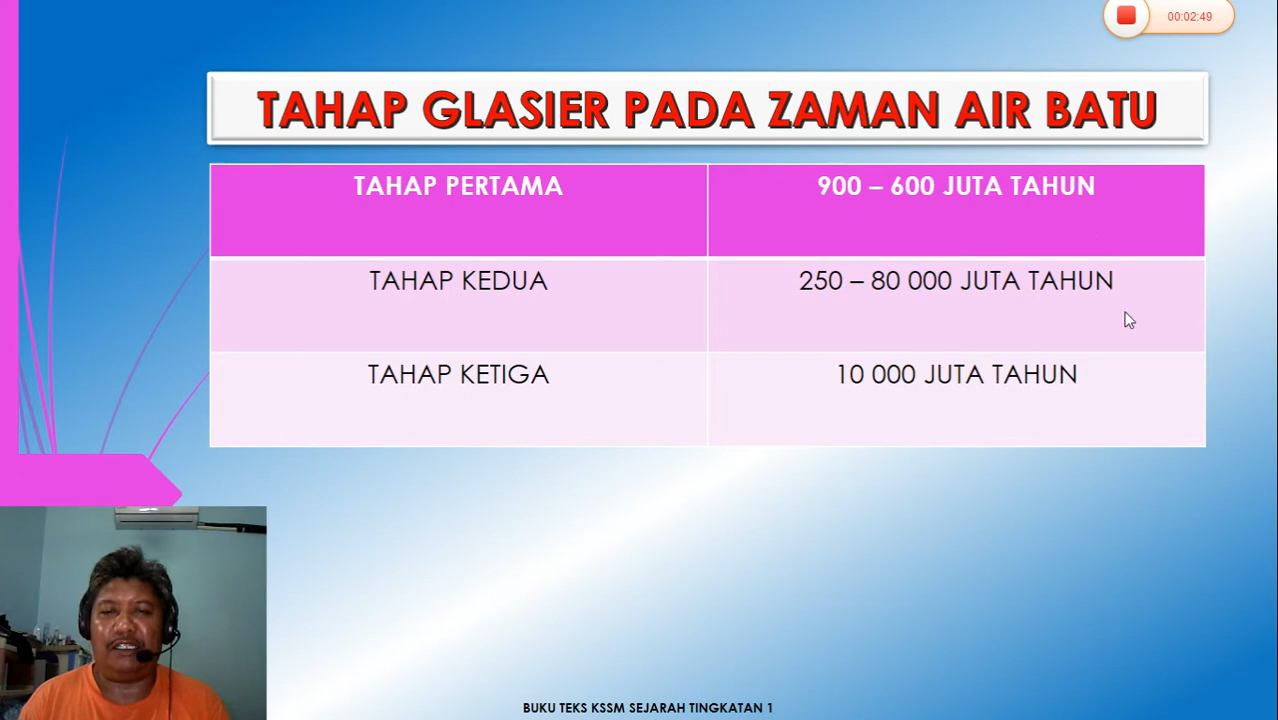 00:02:49
TAHAP GLASIER PADA ZAMAN AIR BATU
TAHAP PERTAMA
900 – 600 JUTA TAHUN
TAHAP KEDUA
250 – 80 000 JUTA TAHUN
TAHAP KETIGA
10 000 JUTA TAHUN
BUKU TEKS KSSM SEJARAH TINGKATAN 1